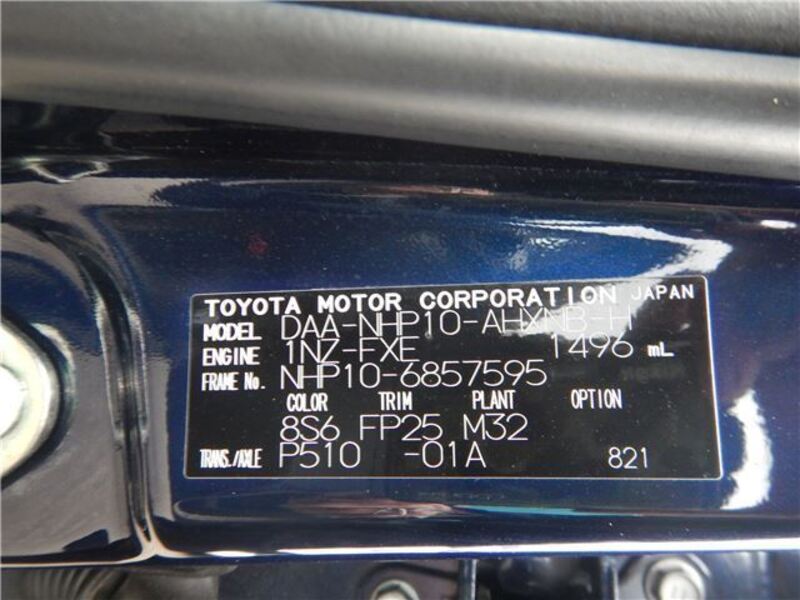 TOYOTA MOTOR CORPORATION JAPAN
MODEL DAA-NHP10-AHXNB-H
ENGINE 1NZ-FXE 1496 mL
FRAME No. NHP10-6857595
COLOR TRIM PLANT OPTION
8S6 FP25 M32
TRANS./AXLE P510 -01A 821